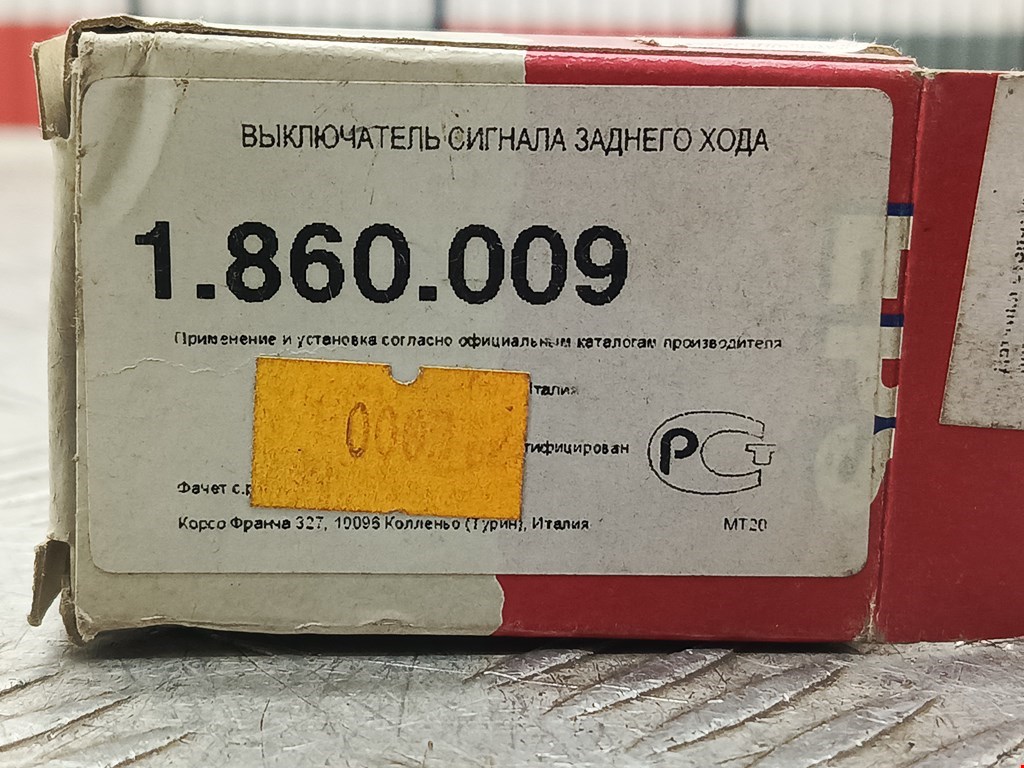 ВЫКЛЮЧАТЕЛЬ СИГНАЛА ЗАДНЕГО ХОДА
1.860.009
Применение и установка согласно официальным каталогам производителя
Италия
тифицирован
Фачет с.р
Корсо Франча 327, 10096 Колленьо (Турин), Италия
МТ20